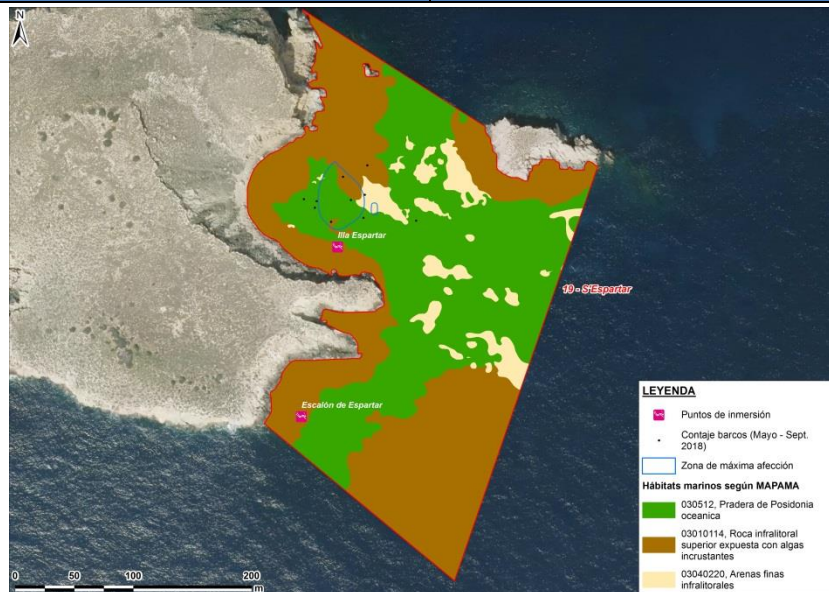 N
Illa Espartar
19 - S'Espartar
Escalón de Espartar
0 50 100 200
m
LEYENDA
Puntos de inmersión
Contaje barcos (Mayo - Sept.
2018)
Zona de máxima afección
Hábitats marinos según MAPAMA
030512, Pradera de Posidonia
oceanica
03010114, Roca infralitoral
superior expuesta con algas
incrustantes
03040220, Arenas finas
infralitorales